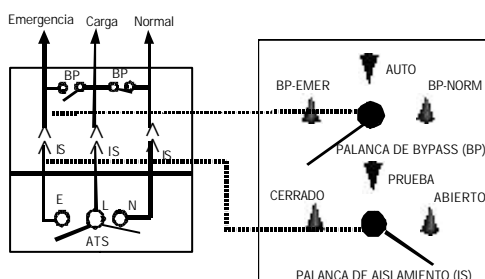 Emergencia Carga Normal
BP BP
IS IS IS
E L N
ATS
AUTO
BP-EMER BP-NORM
PALANCA DE BYPASS (BP)
PRUEBA
CERRADO ABIERTO
PALANCA DE AISLAMIENTO (IS)